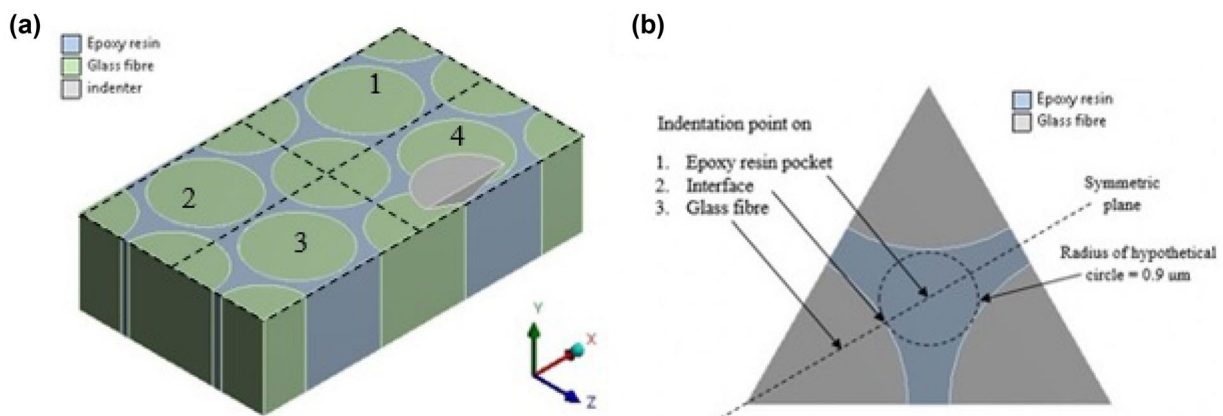 (a)
Epoxy resin
Glass fibre
indenter
1
4
2
3
Y
X
Z
(b)
Epoxy resin
Glass fibre
Indentation point on
1. Epoxy resin pocket
2. Interface
3. Glass fibre
Symmetric
plane
Radius of hypothetical
circle = 0.9 um